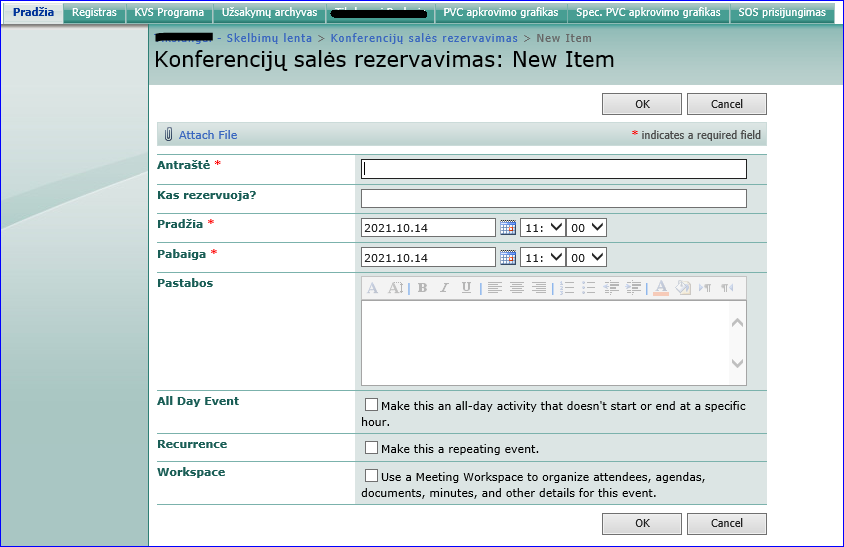 Pradžia Registras KVS Programa Užsakymų archyvas PVC apkrovimo grafikas Spec. PVC apkrovimo grafikas SOS prisijungimas
- Skelbimų lenta > Konferencijų salės rezervavimas > New Item
Konferencijų salės rezervavimas: New Item
OK Cancel
Attach File * indicates a required field
Antraštė *
Kas rezervuoja?
Pradžia * 2021.10.14 11: 00
Pabaiga * 2021.10.14 11: 00
Pastabos
A A B I U A
All Day Event Make this an all-day activity that doesn't start or end at a specific
hour.
Recurrence Make this a repeating event.
Workspace Use a Meeting Workspace to organize attendees, agendas,
documents, minutes, and other details for this event.
OK Cancel